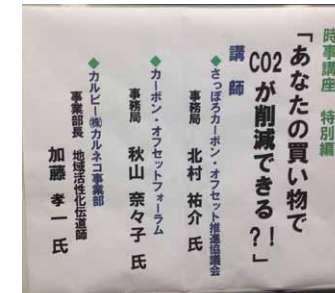 時事講座 特別編
「あなたの買い物で
CO2が削減できる!?」
講師
◆さっぽろカーボン・オフセット推進協議会
事務局 北村 祐介 氏
◆カーボン・オフセットフォーラム
事務局 秋山 奈々子 氏
◆カルビー㈱カルネコ事業部
事業部長 地域活性化伝道師
加藤 孝一 氏